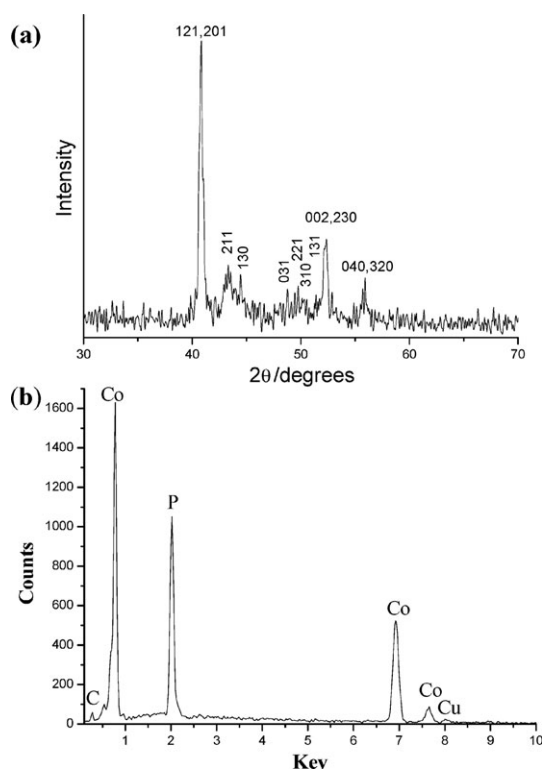 (a)
121,201
211
130
031
221
310
131
002,230
040,320
Intensity
30 40 50 60 70
2θ/degrees
(b)
Co
P
C
Co
Co
Cu
1600
1400
1200
1000
800
600
400
200
0
Counts
1 2 3 4 5 6 7 8 9 10
Kev